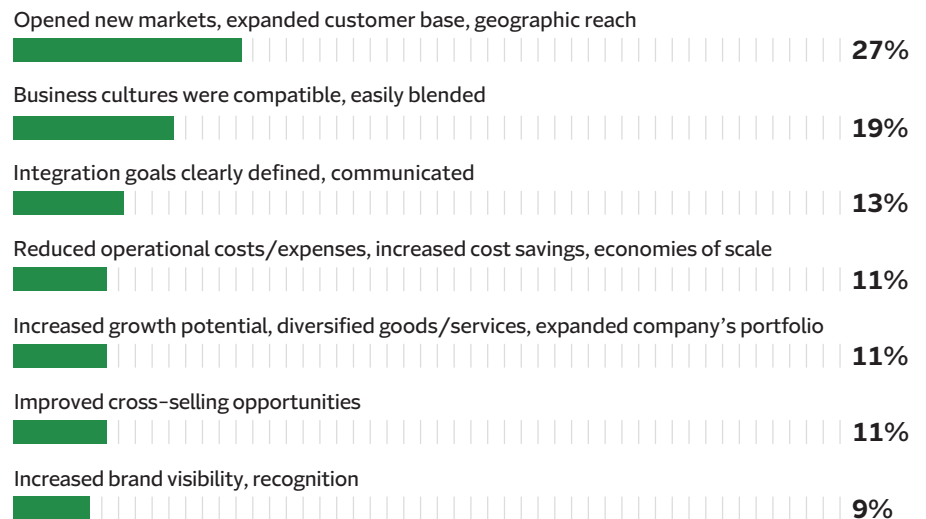 Opened new markets, expanded customer base, geographic reach
27%
Business cultures were compatible, easily blended
19%
Integration goals clearly defined, communicated
13%
Reduced operational costs/expenses, increased cost savings, economies of scale
11%
Increased growth potential, diversified goods/services, expanded company’s portfolio
11%
Improved cross-selling opportunities
11%
Increased brand visibility, recognition
9%